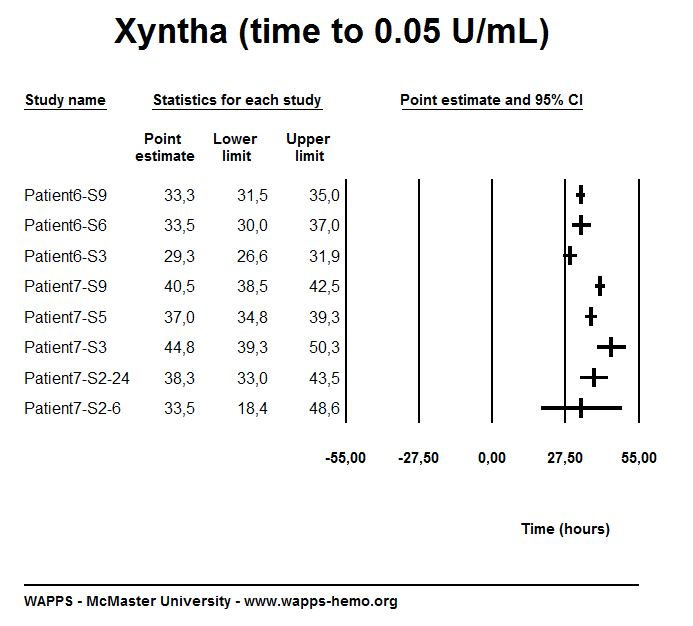 Xyntha (time to 0.05 U/mL)
Study name Statistics for each study Point estimate and 95% CI
Point estimate Lower limit Upper limit
Patient6-S9 33,3 31,5 35,0
Patient6-S6 33,5 30,0 37,0
Patient6-S3 29,3 26,6 31,9
Patient7-S9 40,5 38,5 42,5
Patient7-S5 37,0 34,8 39,3
Patient7-S3 44,8 39,3 50,3
Patient7-S2-24 38,3 33,0 43,5
Patient7-S2-6 33,5 18,4 48,6
-55,00 -27,50 0,00 27,50 55,00
Time (hours)
WAPPS - McMaster University - www.wapps-hemo.org